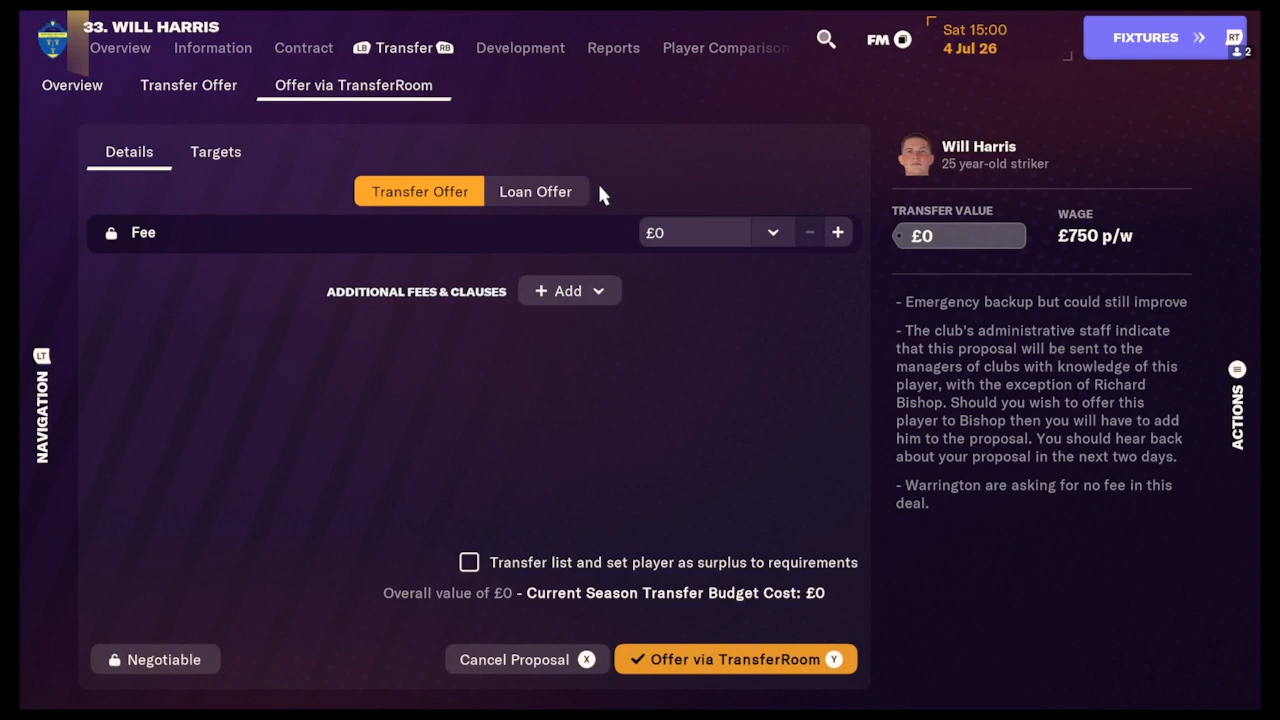 33. WILL HARRIS
Overview Information Contract LB Transfer RB Development Reports Player Comparison
FM
Sat 15:00
4 Jul 26
FIXTURES RT
2
Overview Transfer Offer Offer via TransferRoom
Details Targets
Transfer Offer Loan Offer
Fee £0
ADDITIONAL FEES & CLAUSES + Add
Transfer list and set player as surplus to requirements
Overall value of £0 - Current Season Transfer Budget Cost: £0
Negotiable Cancel Proposal X Offer via TransferRoom Y
LT
NAVIGATION
Will Harris
25 year-old striker
TRANSFER VALUE WAGE
£0 £750 p/w
- Emergency backup but could still improve
- The club's administrative staff indicate
that this proposal will be sent to the
managers of clubs with knowledge of this
player, with the exception of Richard
Bishop. Should you wish to offer this
player to Bishop then you will have to add
him to the proposal. You should hear back
about your proposal in the next two days.
- Warrington are asking for no fee in this
deal.
ACTIONS